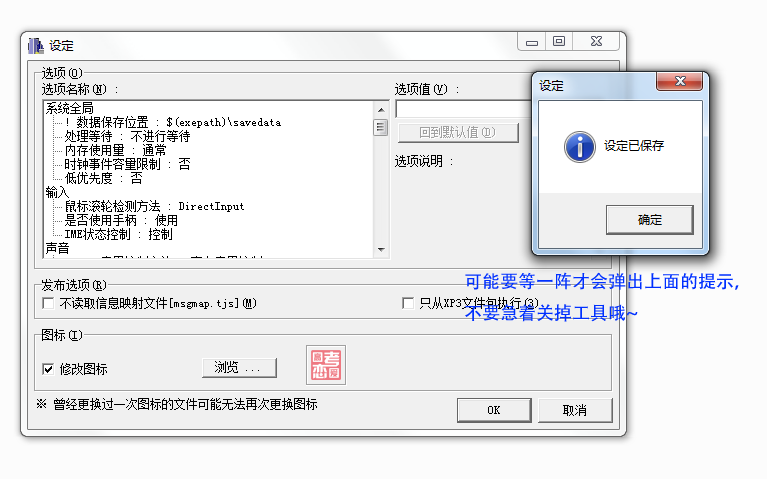 设定
选项(O)
选项名称(N) :
选项值(V) :
系统全局
! 数据保存位置 : $(exepath)\savedata
处理等待 : 不进行等待
内存使用量 : 通常
时钟事件容量限制 : 否
低优先度 : 否
输入
鼠标滚轮检测方法 : DirectInput
是否使用手柄 : 使用
IME状态控制 : 控制
声音
回到默认值(D)
选项说明 :
设定
设定已保存
确定
可能要等一阵才会弹出上面的提示,
不要急着关掉工具哦~
发布选项(R)
不读取信息映射文件[msgmap.tjs](M)
只从XP3文件包执行(3)
图标(I)
修改图标
浏览 ...
※ 曾经更换过一次图标的文件可能无法再次更换图标
OK
取消